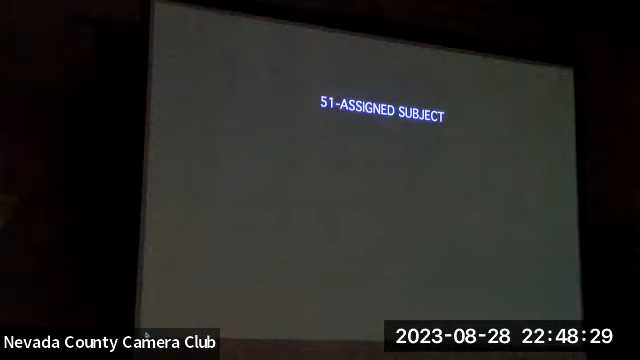 51-ASSIGNED SUBJECT
Nevada County Camera Club
2023-08-28 22:48:29